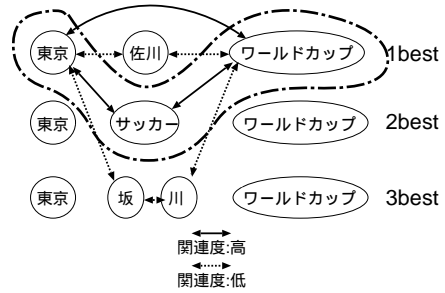 東京 佐川 ワールドカップ 1best
東京 サッカー ワールドカップ 2best
東京 坂 川 ワールドカップ 3best
関連度:高
関連度:低